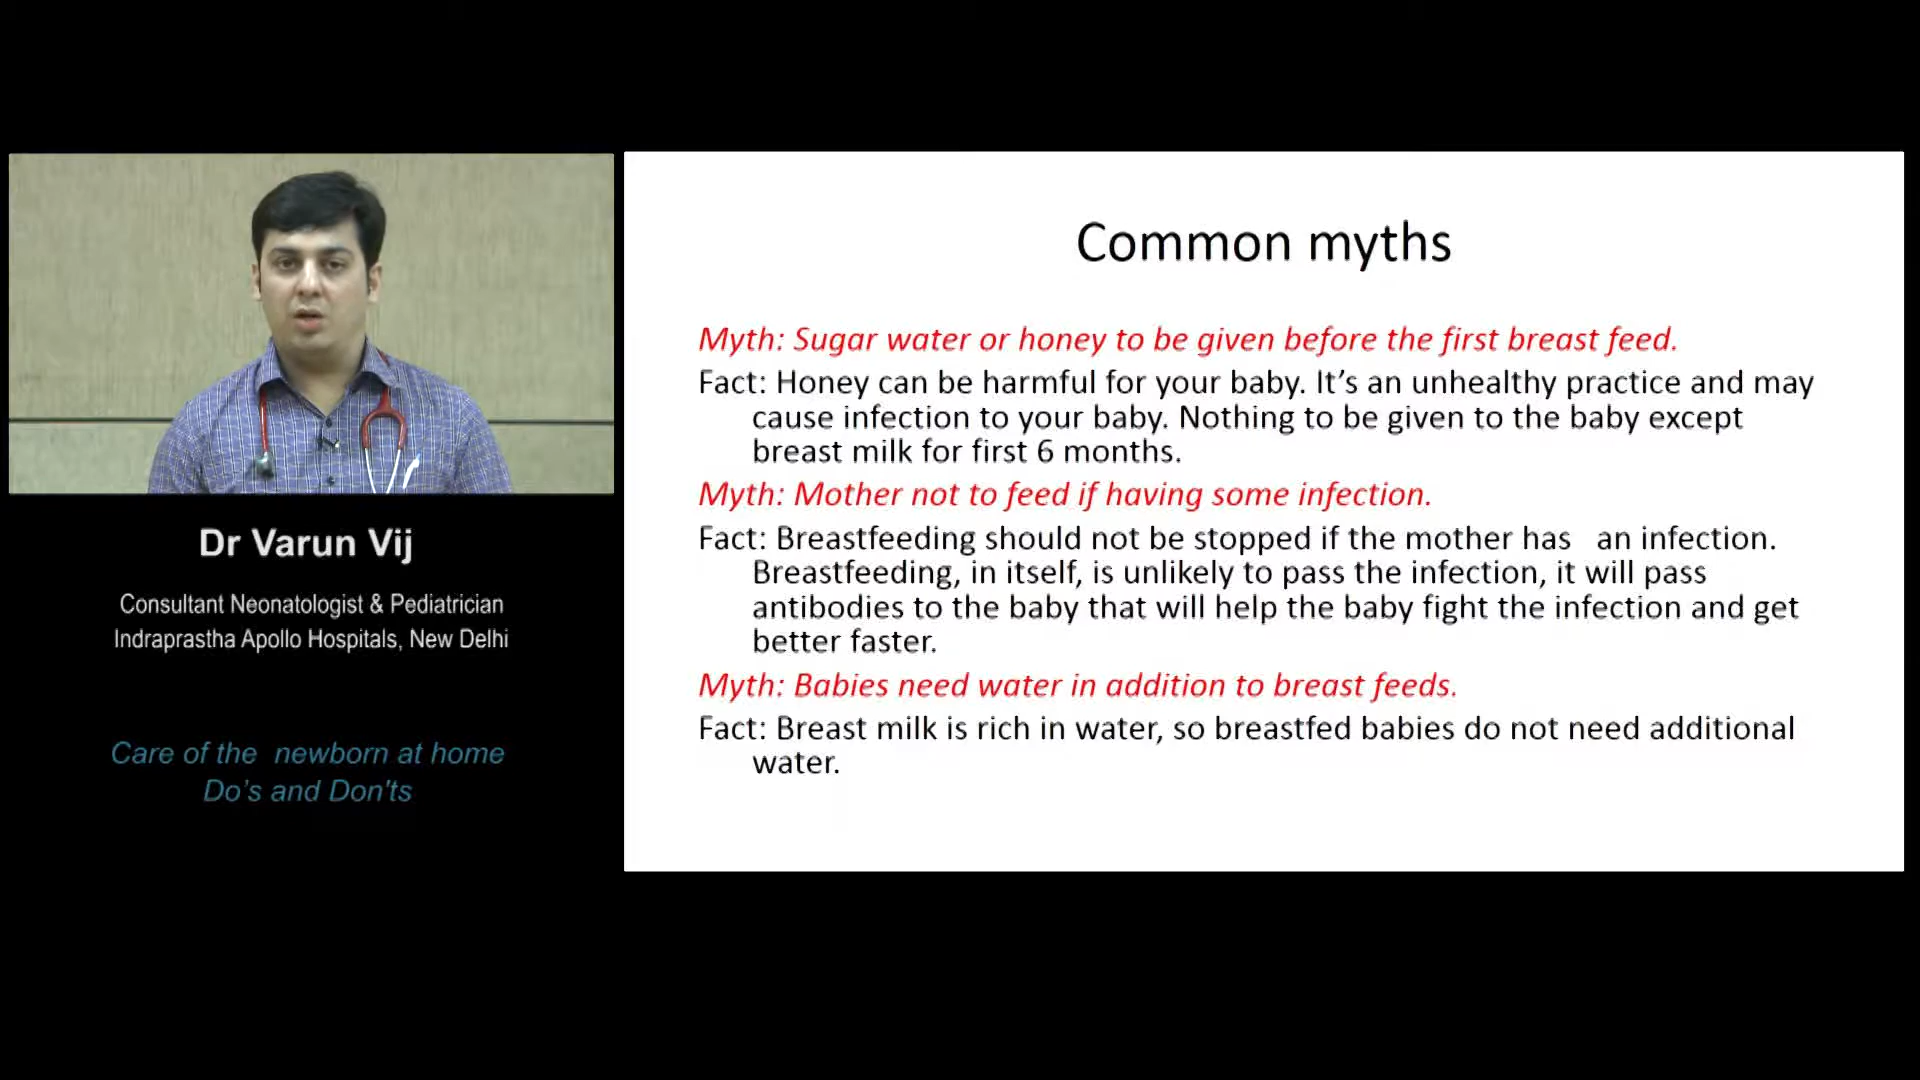 Dr Varun Vij
Consultant Neonatologist & Pediatrician
Indraprastha Apollo Hospitals, New Delhi
Care of the newborn at home
Do's and Don'ts
Common myths
Myth: Sugar water or honey to be given before the first breast feed.
Fact: Honey can be harmful for your baby. It’s an unhealthy practice and may
cause infection to your baby. Nothing to be given to the baby except
breast milk for first 6 months.
Myth: Mother not to feed if having some infection.
Fact: Breastfeeding should not be stopped if the mother has an infection.
Breastfeeding, in itself, is unlikely to pass the infection, it will pass
antibodies to the baby that will help the baby fight the infection and get
better faster.
Myth: Babies need water in addition to breast feeds.
Fact: Breast milk is rich in water, so breastfed babies do not need additional
water.